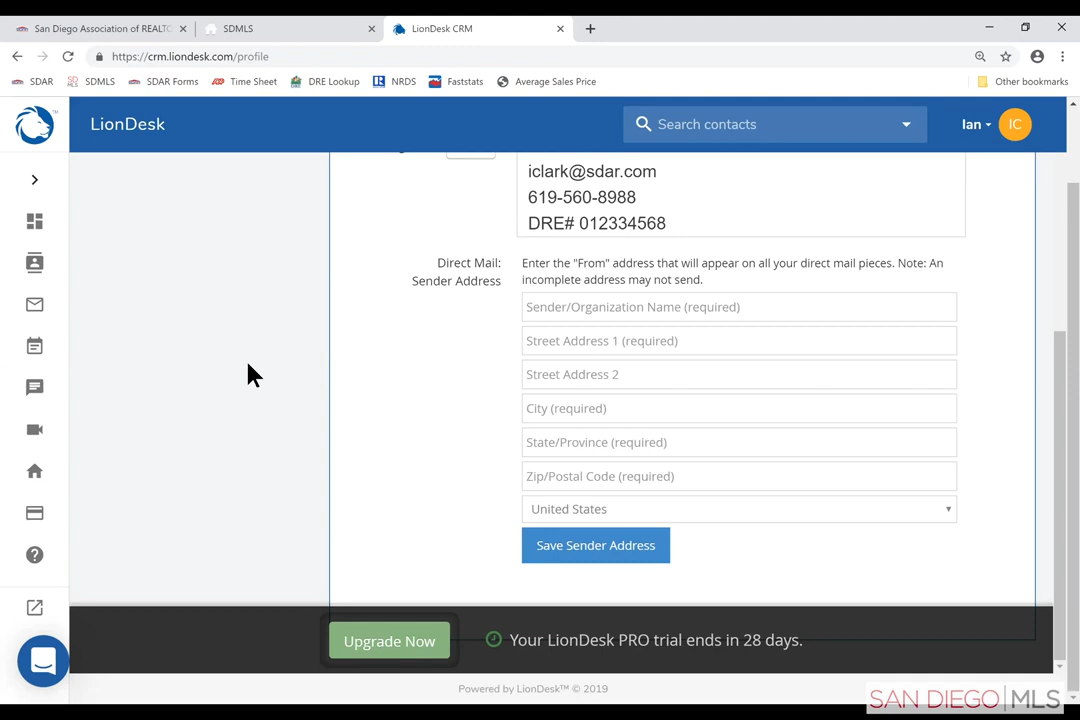 San Diego Association of REALTO
SDMLS
LionDesk CRM
https://crm.liondesk.com/profile
SDAR
SDMLS
SDAR Forms
Time Sheet
DRE Lookup
NRDS
Faststats
Average Sales Price
Other bookmarks
LionDesk
Search contacts
Ian
IC
iclark@sdar.com
619-560-8988
DRE# 012334568
Direct Mail:
Sender Address
Enter the "From" address that will appear on all your direct mail pieces. Note: An
incomplete address may not send.
Sender/Organization Name (required)
Street Address 1 (required)
Street Address 2
City (required)
State/Province (required)
Zip/Postal Code (required)
United States
Save Sender Address
Upgrade Now
Your LionDesk PRO trial ends in 28 days.
Powered by LionDesk™ © 2019
SAN DIEGO | MLS